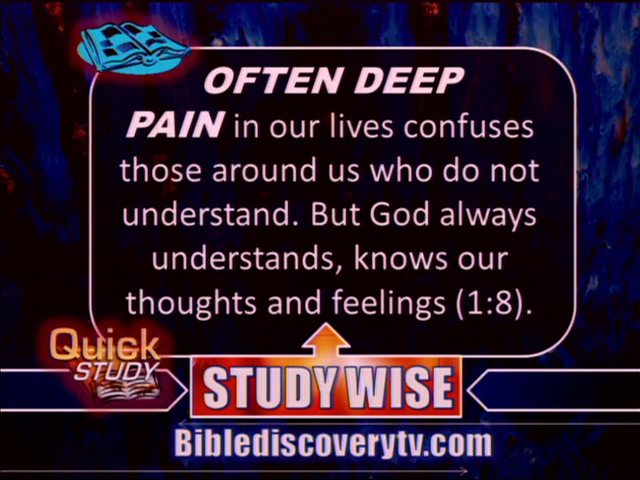 OFTEN DEEP
PAIN in our lives confuses
those around us who do not
understand. But God always
understands, knows our
thoughts and feelings (1:8).
Quick
STUDY
STUDY WISE
Biblediscoverytv.com